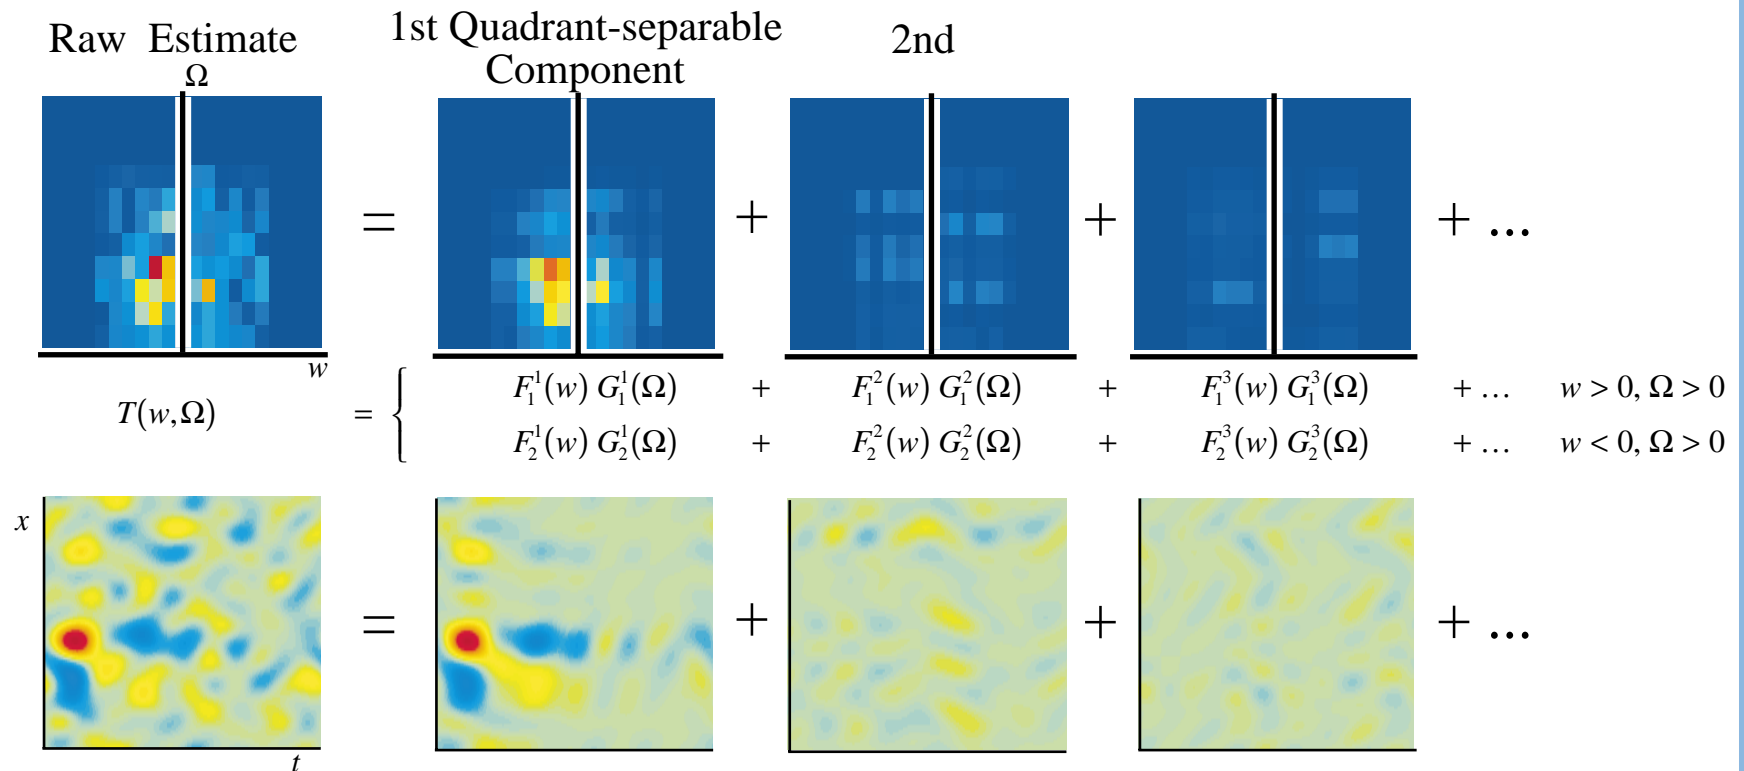 Raw Estimate
1st Quadrant-separable
Component
2nd
Ω
= + + + ...
w
T(w,Ω) = { F₁¹(w) G₁¹(Ω) + F₁²(w) G₁²(Ω) + F₁³(w) G₁³(Ω) + ... w > 0, Ω > 0
F₂¹(w) G₂¹(Ω) + F₂²(w) G₂²(Ω) + F₂³(w) G₂³(Ω) + ... w < 0, Ω > 0
x
= + + + ...
t